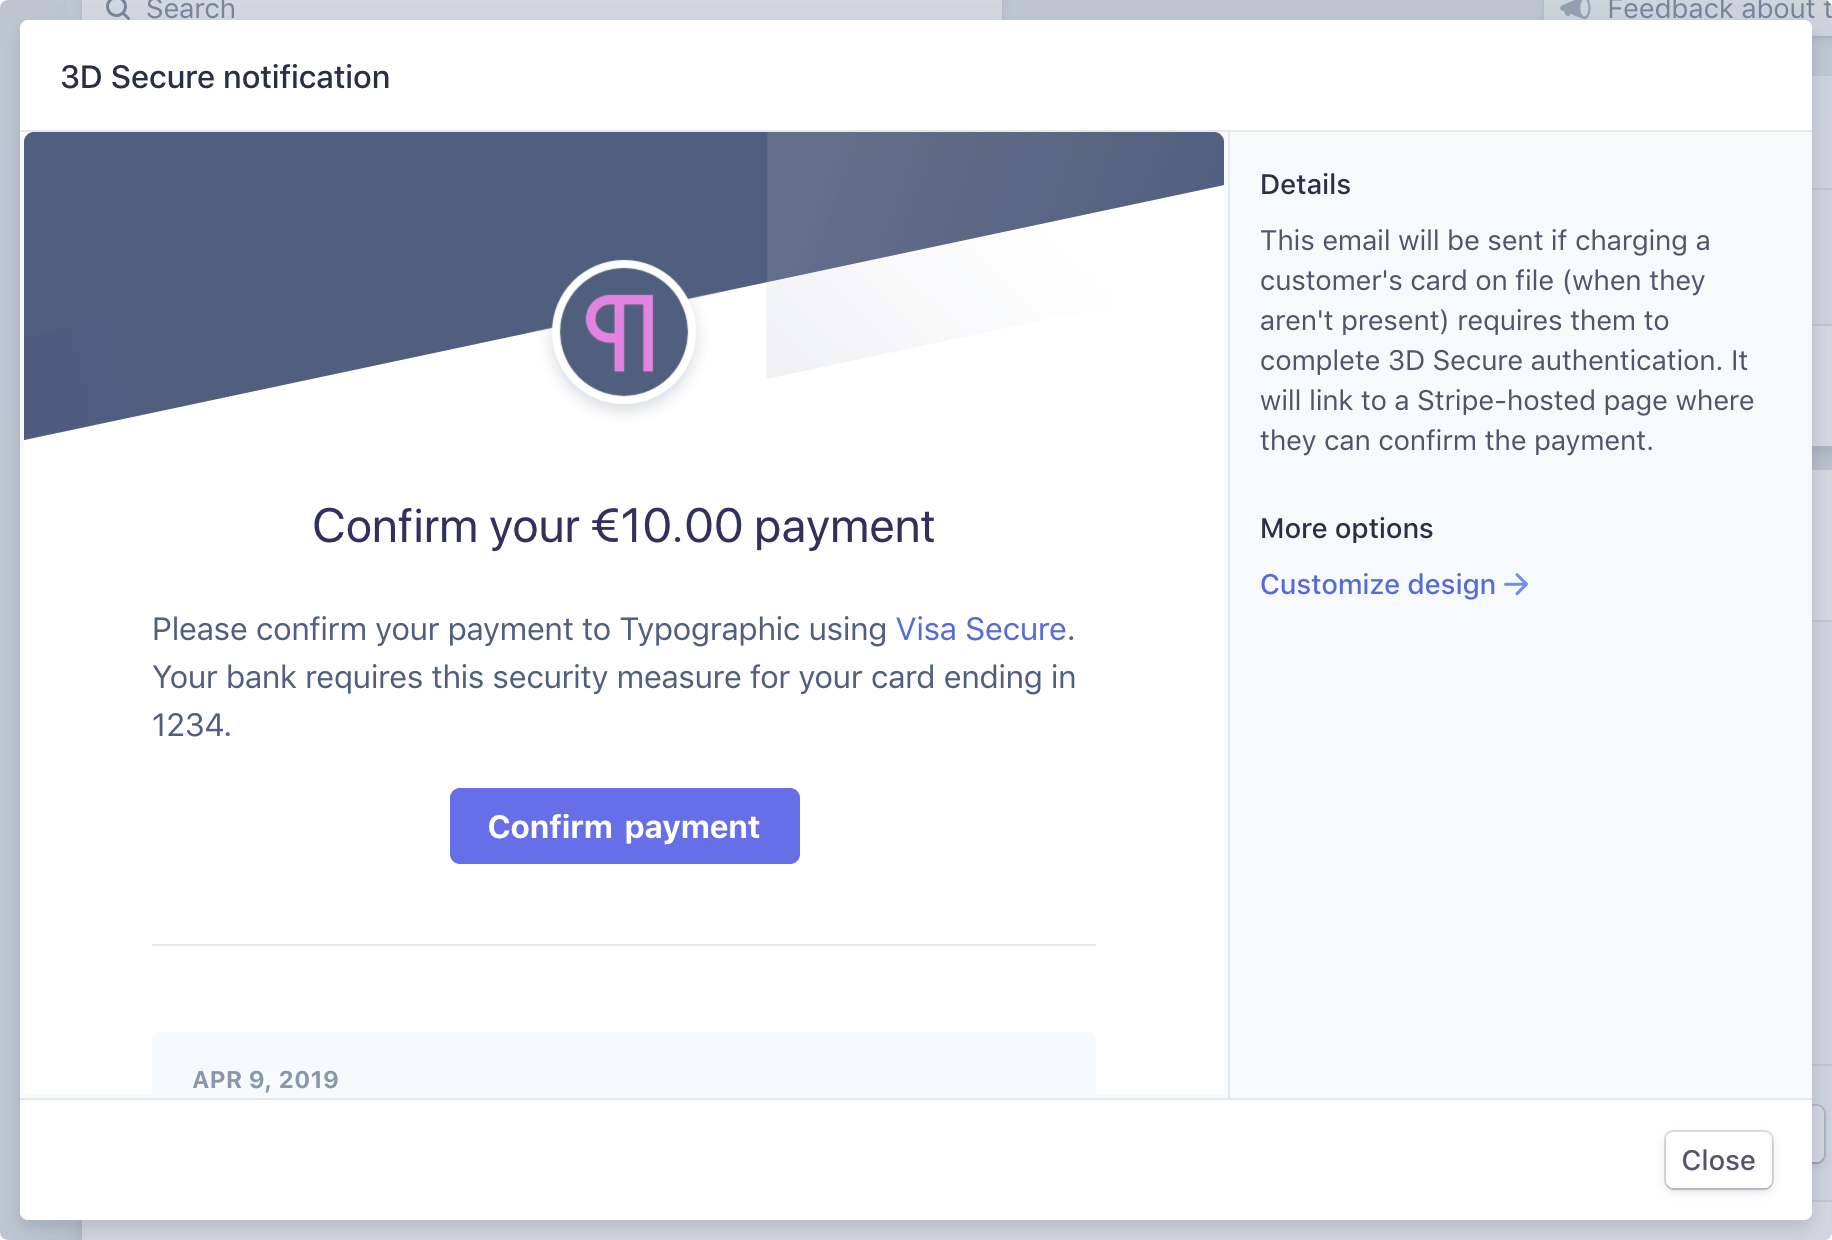 Search
Feedback about t
3D Secure notification
¶
Confirm your €10.00 payment
Please confirm your payment to Typographic using Visa Secure.
Your bank requires this security measure for your card ending in
1234.
Confirm payment
APR 9, 2019
Details
This email will be sent if charging a
customer's card on file (when they
aren't present) requires them to
complete 3D Secure authentication. It
will link to a Stripe-hosted page where
they can confirm the payment.
More options
Customize design →
Close